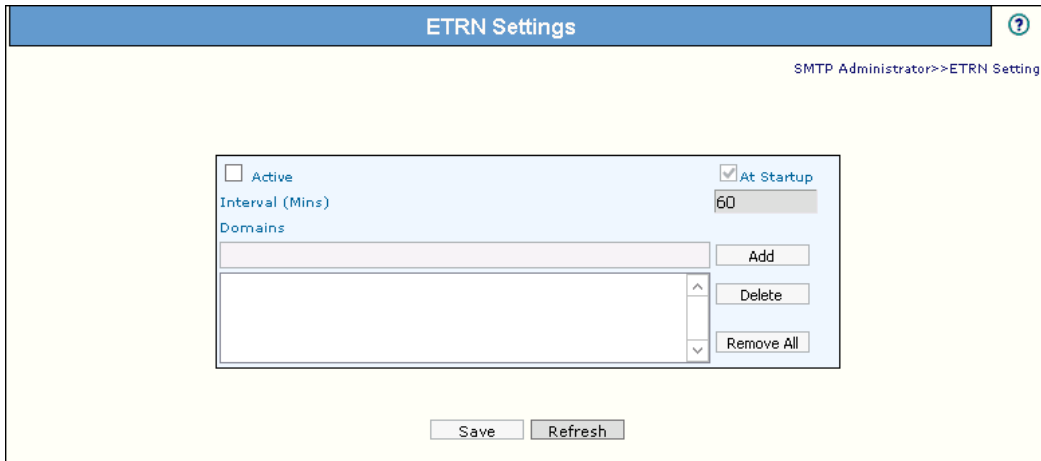 ETRN Settings
?
SMTP Administrator>>ETRN Setting
Active
At Startup
Interval (Mins)
60
Domains
Add
Delete
Remove All
Save
Refresh